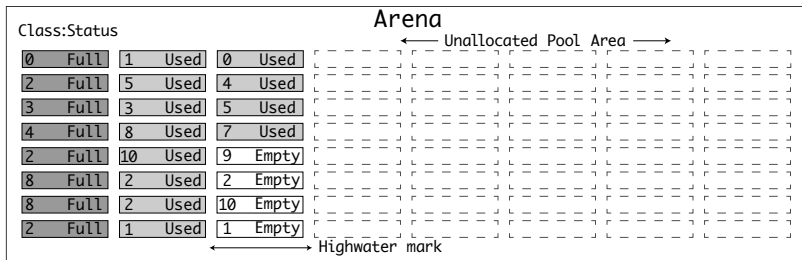 Arena
Class:Status
Unallocated Pool Area
0 Full 1 Used 0 Used
2 Full 5 Used 4 Used
3 Full 3 Used 5 Used
4 Full 8 Used 7 Used
2 Full 10 Used 9 Empty
8 Full 2 Used 2 Empty
8 Full 2 Used 10 Empty
2 Full 1 Used 1 Empty
Highwater mark